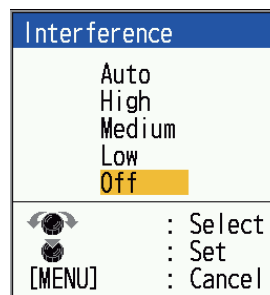 Interference
Auto
High
Medium
Low
Off
: Select
: Set
[MENU] : Cancel